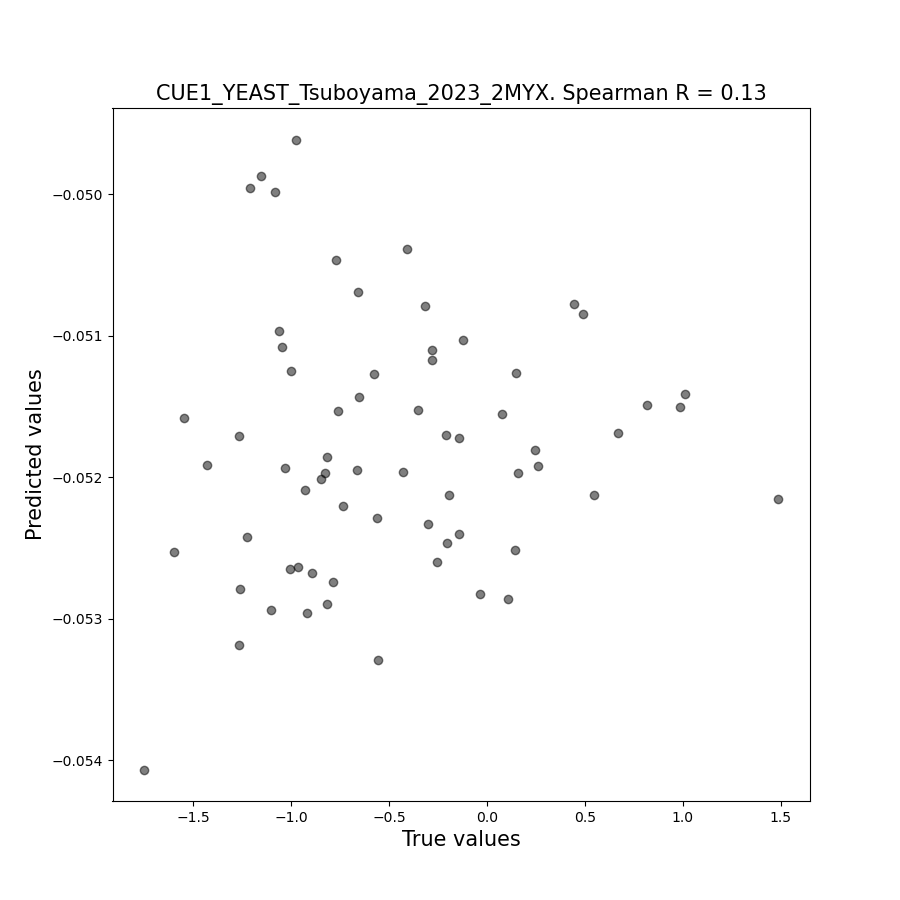 CUE1_YEAST_Tsuboyama_2023_2MYX. Spearman R = 0.13
−0.050
−0.051
−0.052
−0.053
−0.054
Predicted values
−1.5 −1.0 −0.5 0.0 0.5 1.0 1.5
True values